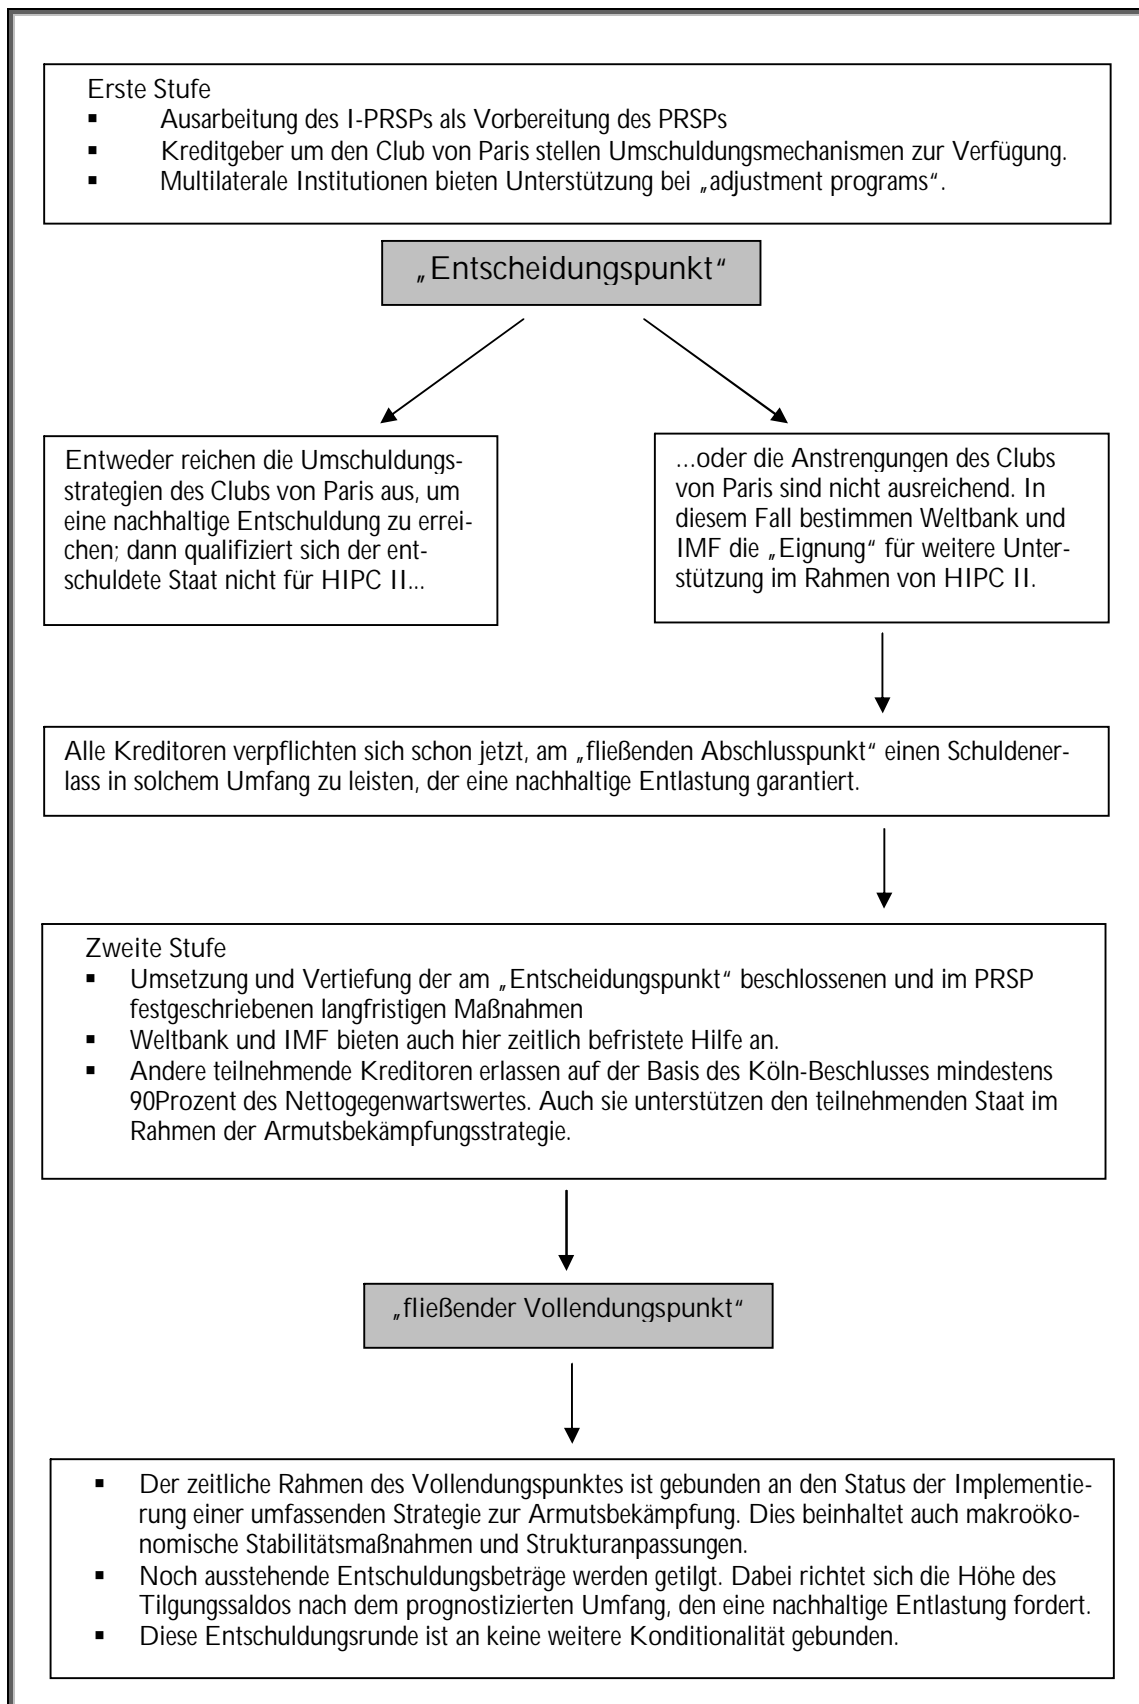 Erste Stufe
▪ Ausarbeitung des I-PRSPs als Vorbereitung des PRSPs
▪ Kreditgeber um den Club von Paris stellen Umschuldungsmechanismen zur Verfügung.
▪ Multilaterale Institutionen bieten Unterstützung bei „adjustment programs“.
„Entscheidungspunkt“
Entweder reichen die Umschuldungs-
strategien des Clubs von Paris aus, um
eine nachhaltige Entschuldung zu errei-
chen; dann qualifiziert sich der ent-
schuldete Staat nicht für HIPC II...
...oder die Anstrengungen des Clubs
von Paris sind nicht ausreichend. In
diesem Fall bestimmen Weltbank und
IMF die „Eignung“ für weitere Unter-
stützung im Rahmen von HIPC II.
Alle Kreditoren verpflichten sich schon jetzt, am „fließenden Abschlusspunkt“ einen Schuldener-
lass in solchem Umfang zu leisten, der eine nachhaltige Entlastung garantiert.
Zweite Stufe
▪ Umsetzung und Vertiefung der am „Entscheidungspunkt“ beschlossenen und im PRSP
festgeschriebenen langfristigen Maßnahmen
▪ Weltbank und IMF bieten auch hier zeitlich befristete Hilfe an.
▪ Andere teilnehmende Kreditoren erlassen auf der Basis des Köln-Beschlusses mindestens
90Prozent des Nettogegenwartswertes. Auch sie unterstützen den teilnehmenden Staat im
Rahmen der Armutsbekämpfungsstrategie.
„fließender Vollendungspunkt“
▪ Der zeitliche Rahmen des Vollendungspunktes ist gebunden an den Status der Implementie-
rung einer umfassenden Strategie zur Armutsbekämpfung. Dies beinhaltet auch makroöko-
nomische Stabilitätsmaßnahmen und Strukturanpassungen.
▪ Noch ausstehende Entschuldungsbeträge werden getilgt. Dabei richtet sich die Höhe des
Tilgungssaldos nach dem prognostizierten Umfang, den eine nachhaltige Entlastung fordert.
▪ Diese Entschuldungsrunde ist an keine weitere Konditionalität gebunden.